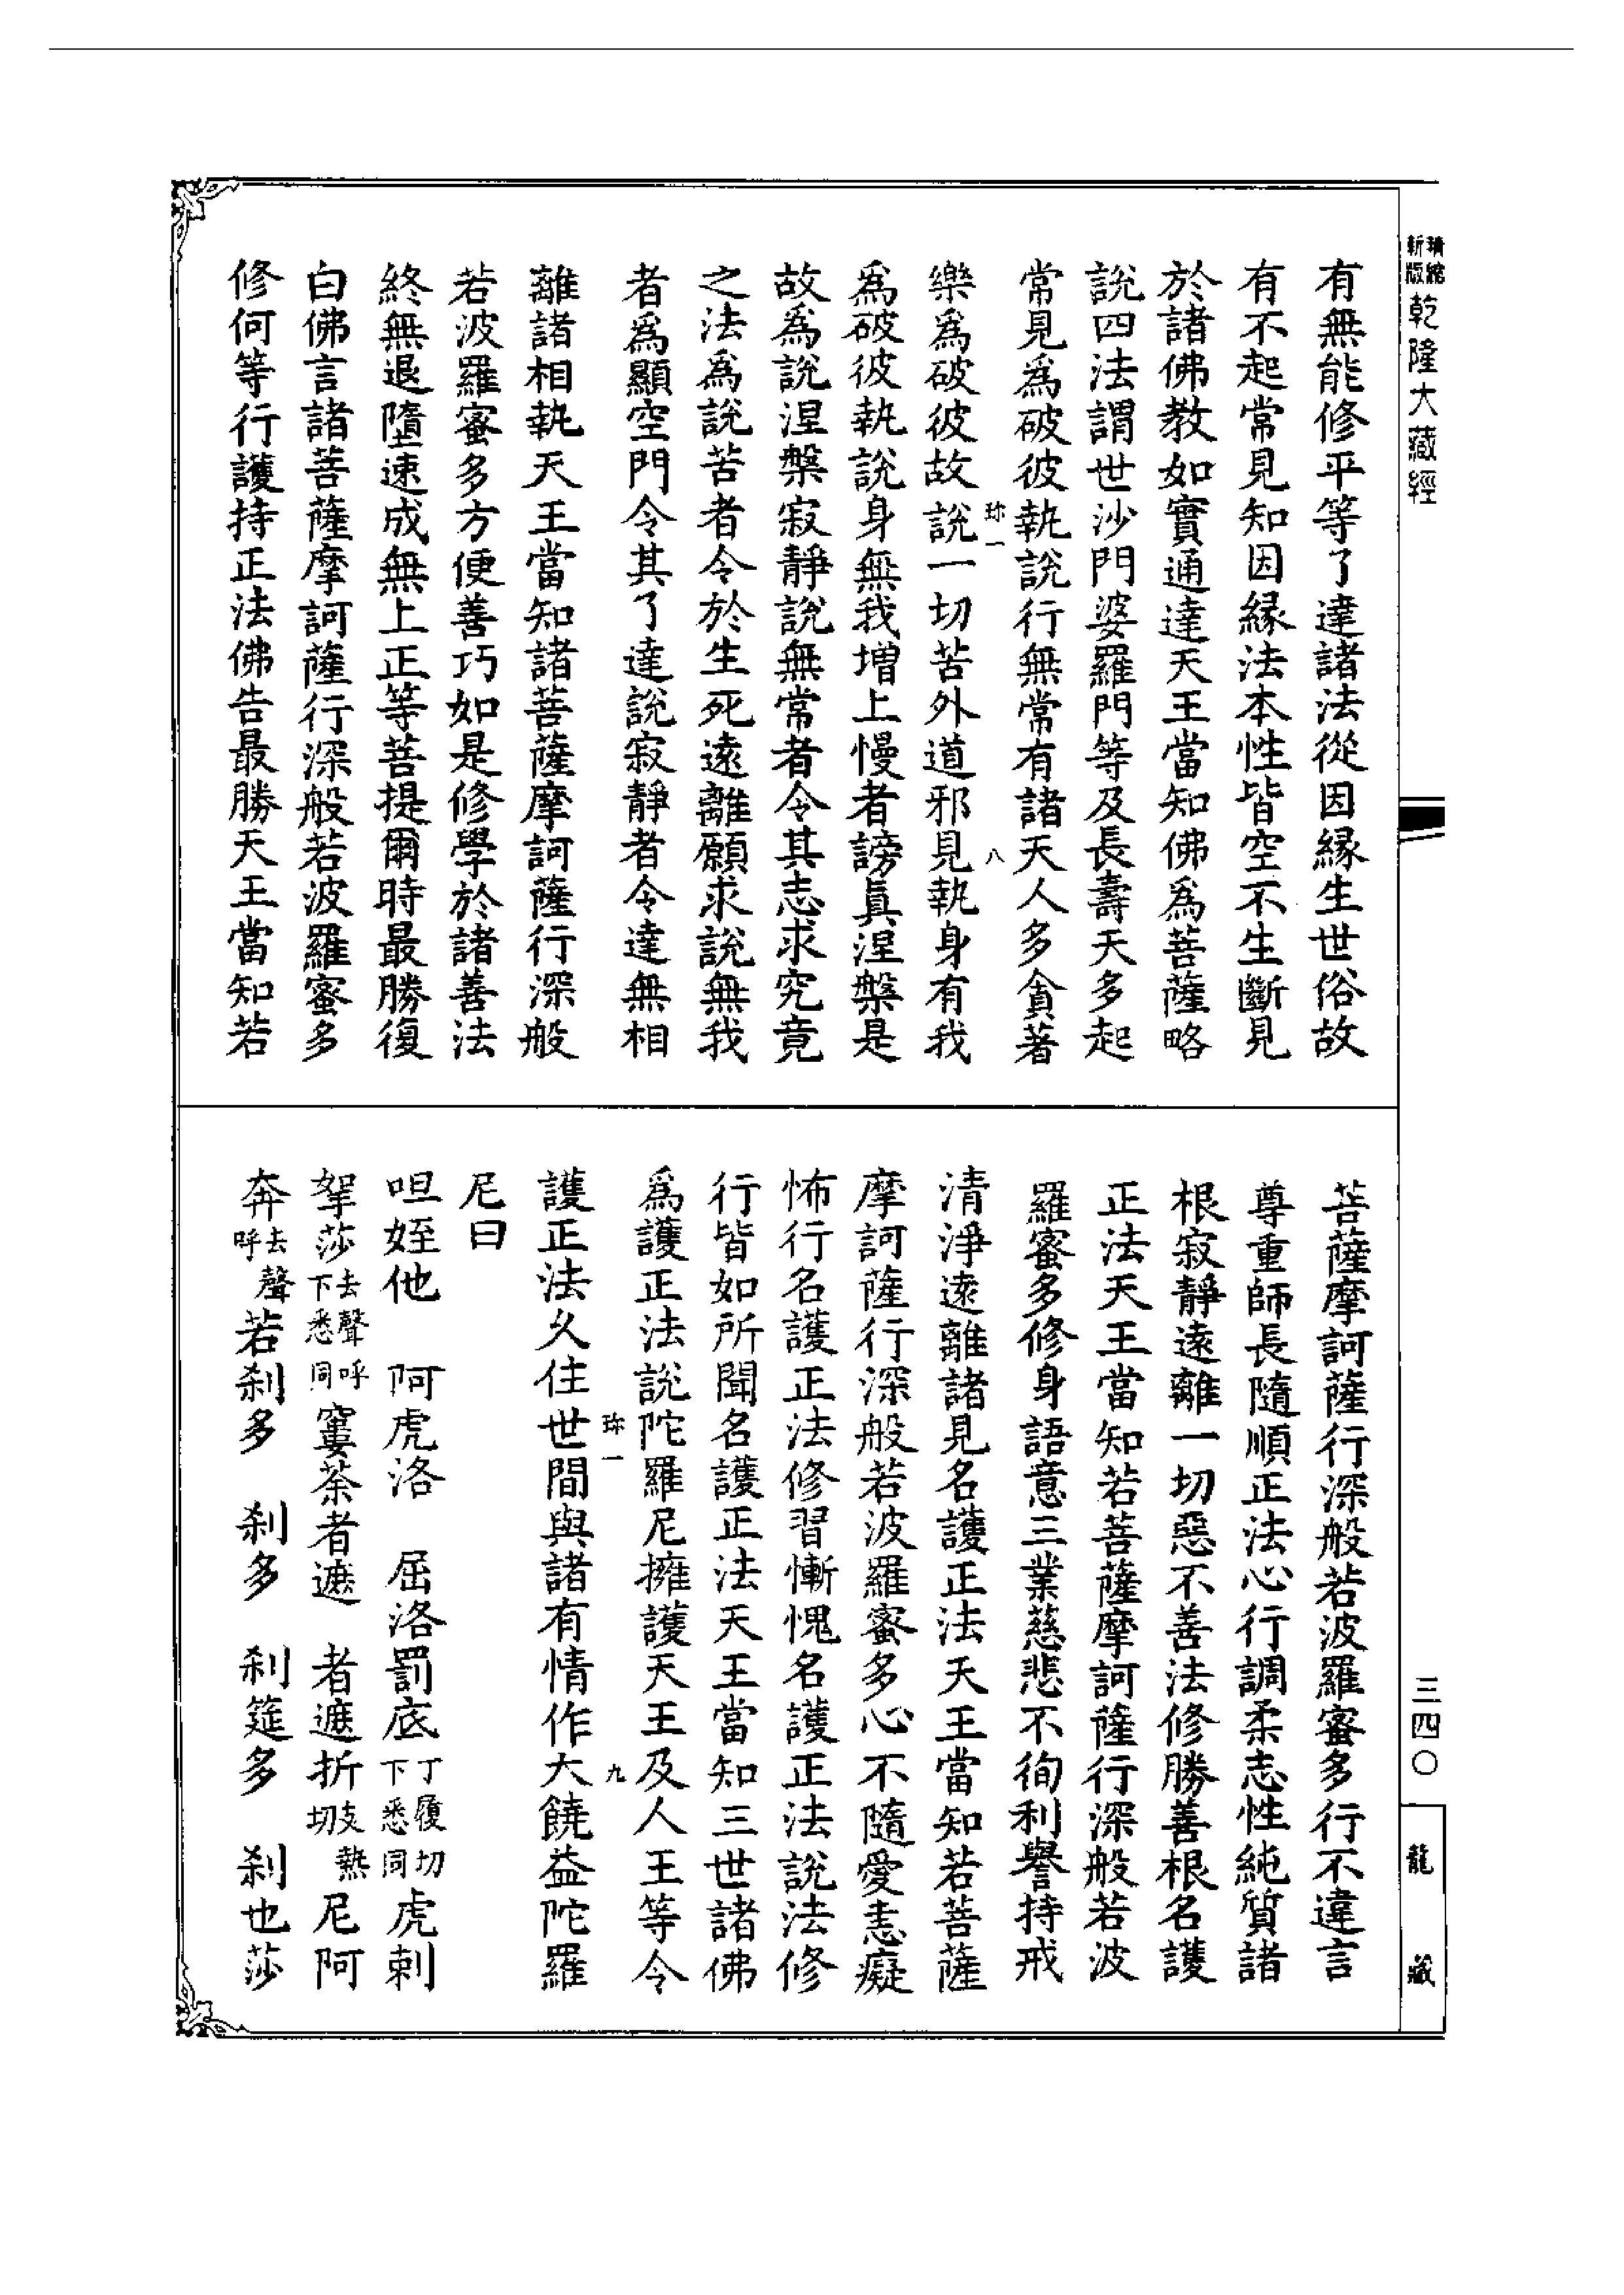 精縮
新版
乾隆大藏經
有無能修平等了達諸法從因緣生世俗故
有不起常見知因緣法本性皆空不生斷見
於諸佛教如實通達天王當知佛爲菩薩略
說四法謂世沙門婆羅門等及長壽天多起
常見爲破彼執說行無常有諸天人多貪著
珎一
八
樂爲破彼故說一切苦外道邪見執身有我
爲破彼執說身無我增上慢者謗眞涅槃是
故爲說涅槃寂靜說無常者令其志求究竟
之法爲說苦者令於生死遠離願求說無我
者爲顯空門令其了達說寂靜者令達無相
離諸相執天王當知諸菩薩摩訶薩行深般
若波羅蜜多方便善巧如是修學於諸善法
終無退墮速成無上正等菩提爾時最勝復
白佛言諸菩薩摩訶薩行深般若波羅蜜多
修何等行護持正法佛告最勝天王當知若
菩薩摩訶薩行深般若波羅蜜多行不違言
尊重師長隨順正法心行調柔志性純質諸
根寂靜遠離一切惡不善法修勝善根名護
正法天王當知若菩薩摩訶薩行深般若波
羅蜜多修身語意三業慈悲不徇利譽持戒
清淨遠離諸見名護正法天王當知若菩薩
摩訶薩行深般若波羅蜜多心不隨愛恚癡
怖行名護正法修習慚愧名護正法說法修
行皆如所聞名護正法天王當知三世諸佛
爲護正法說陀羅尼擁護天王及人王等令
珎一
九
護正法久住世間與諸有情作大饒益陀羅
尼曰
呾姪他　阿虎洛　屈洛罰底丁履切下悉同虎剌
拏莎去聲呼下悉同窶荼者遮　者遮折支熱切尼阿
奔去聲呼若刹多　刹多　刹筵多　刹也莎
三四〇
龍藏